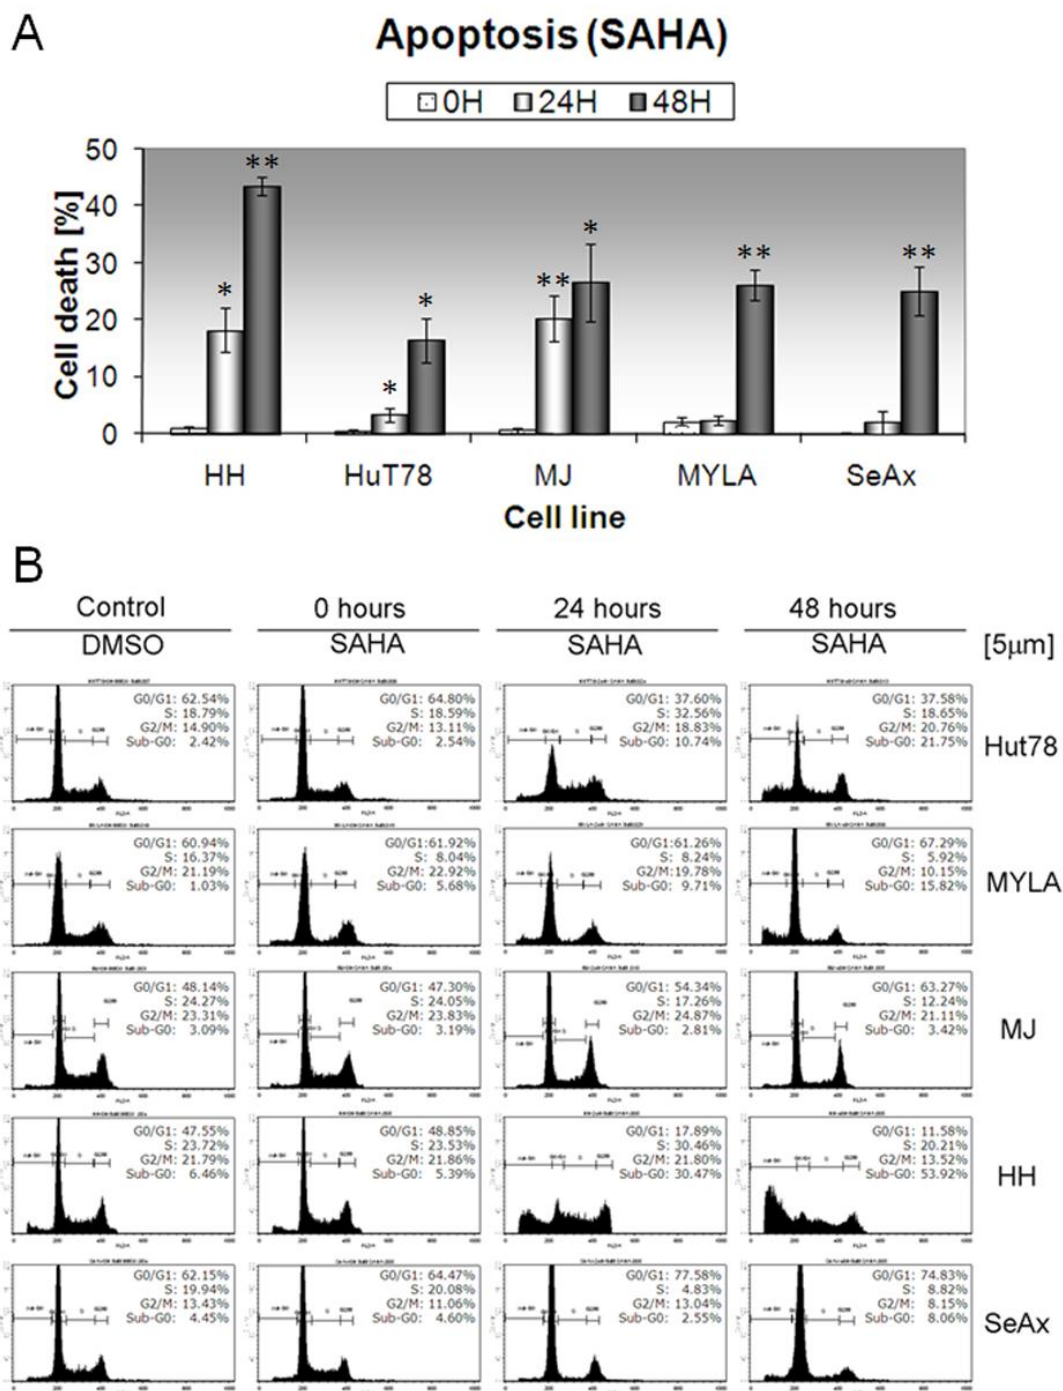 A
Apoptosis (SAHA)
0H 24H 48H
50
40
30
20
10
0
Cell death [%]
* ** * * ** * ** **
HH HuT78 MJ MYLA SeAx
Cell line
B
Control 0 hours 24 hours 48 hours
DMSO SAHA SAHA SAHA [5μm]
G0/G1: 62.54% G0/G1: 64.80% G0/G1: 37.60% G0/G1: 37.58%
S: 18.79% S: 18.59% S: 32.56% S: 18.65%
G2/M: 14.90% G2/M: 13.11% G2/M: 18.83% G2/M: 20.76%
Sub-G0: 2.42% Sub-G0: 2.54% Sub-G0: 10.74% Sub-G0: 21.75%
Hut78
G0/G1: 60.94% G0/G1:61.92% G0/G1:61.26% G0/G1: 67.29%
S: 16.37% S: 8.04% S: 8.24% S: 5.92%
G2/M: 21.19% G2/M: 22.92% G2/M:19.78% G2/M: 10.15%
Sub-G0: 1.03% Sub-G0: 5.68% Sub-G0: 9.71% Sub-G0: 15.82%
MYLA
G0/G1: 48.14% G0/G1: 47.30% G0/G1: 54.34% G0/G1: 63.27%
S: 24.27% S: 24.05% S: 17.26% S: 12.24%
G2/M: 23.31% G2/M: 23.83% G2/M: 24.87% G2/M: 21.11%
Sub-G0: 3.09% Sub-G0: 3.19% Sub-G0: 2.81% Sub-G0: 3.42%
MJ
G0/G1: 47.55% G0/G1: 48.85% G0/G1: 17.89% G0/G1: 11.58%
S: 23.72% S: 23.53% S: 30.46% S: 20.21%
G2/M: 21.79% G2/M: 21.86% G2/M: 21.80% G2/M: 13.52%
Sub-G0: 6.46% Sub-G0: 5.39% Sub-G0: 30.47% Sub-G0: 53.92%
HH
G0/G1: 62.15% G0/G1: 64.47% G0/G1: 77.58% G0/G1: 74.83%
S: 19.94% S: 20.08% S: 4.83% S: 8.82%
G2/M: 13.43% G2/M: 11.06% G2/M: 13.04% G2/M: 8.15%
Sub-G0: 4.45% Sub-G0: 4.60% Sub-G0: 2.55% Sub-G0: 8.06%
SeAx